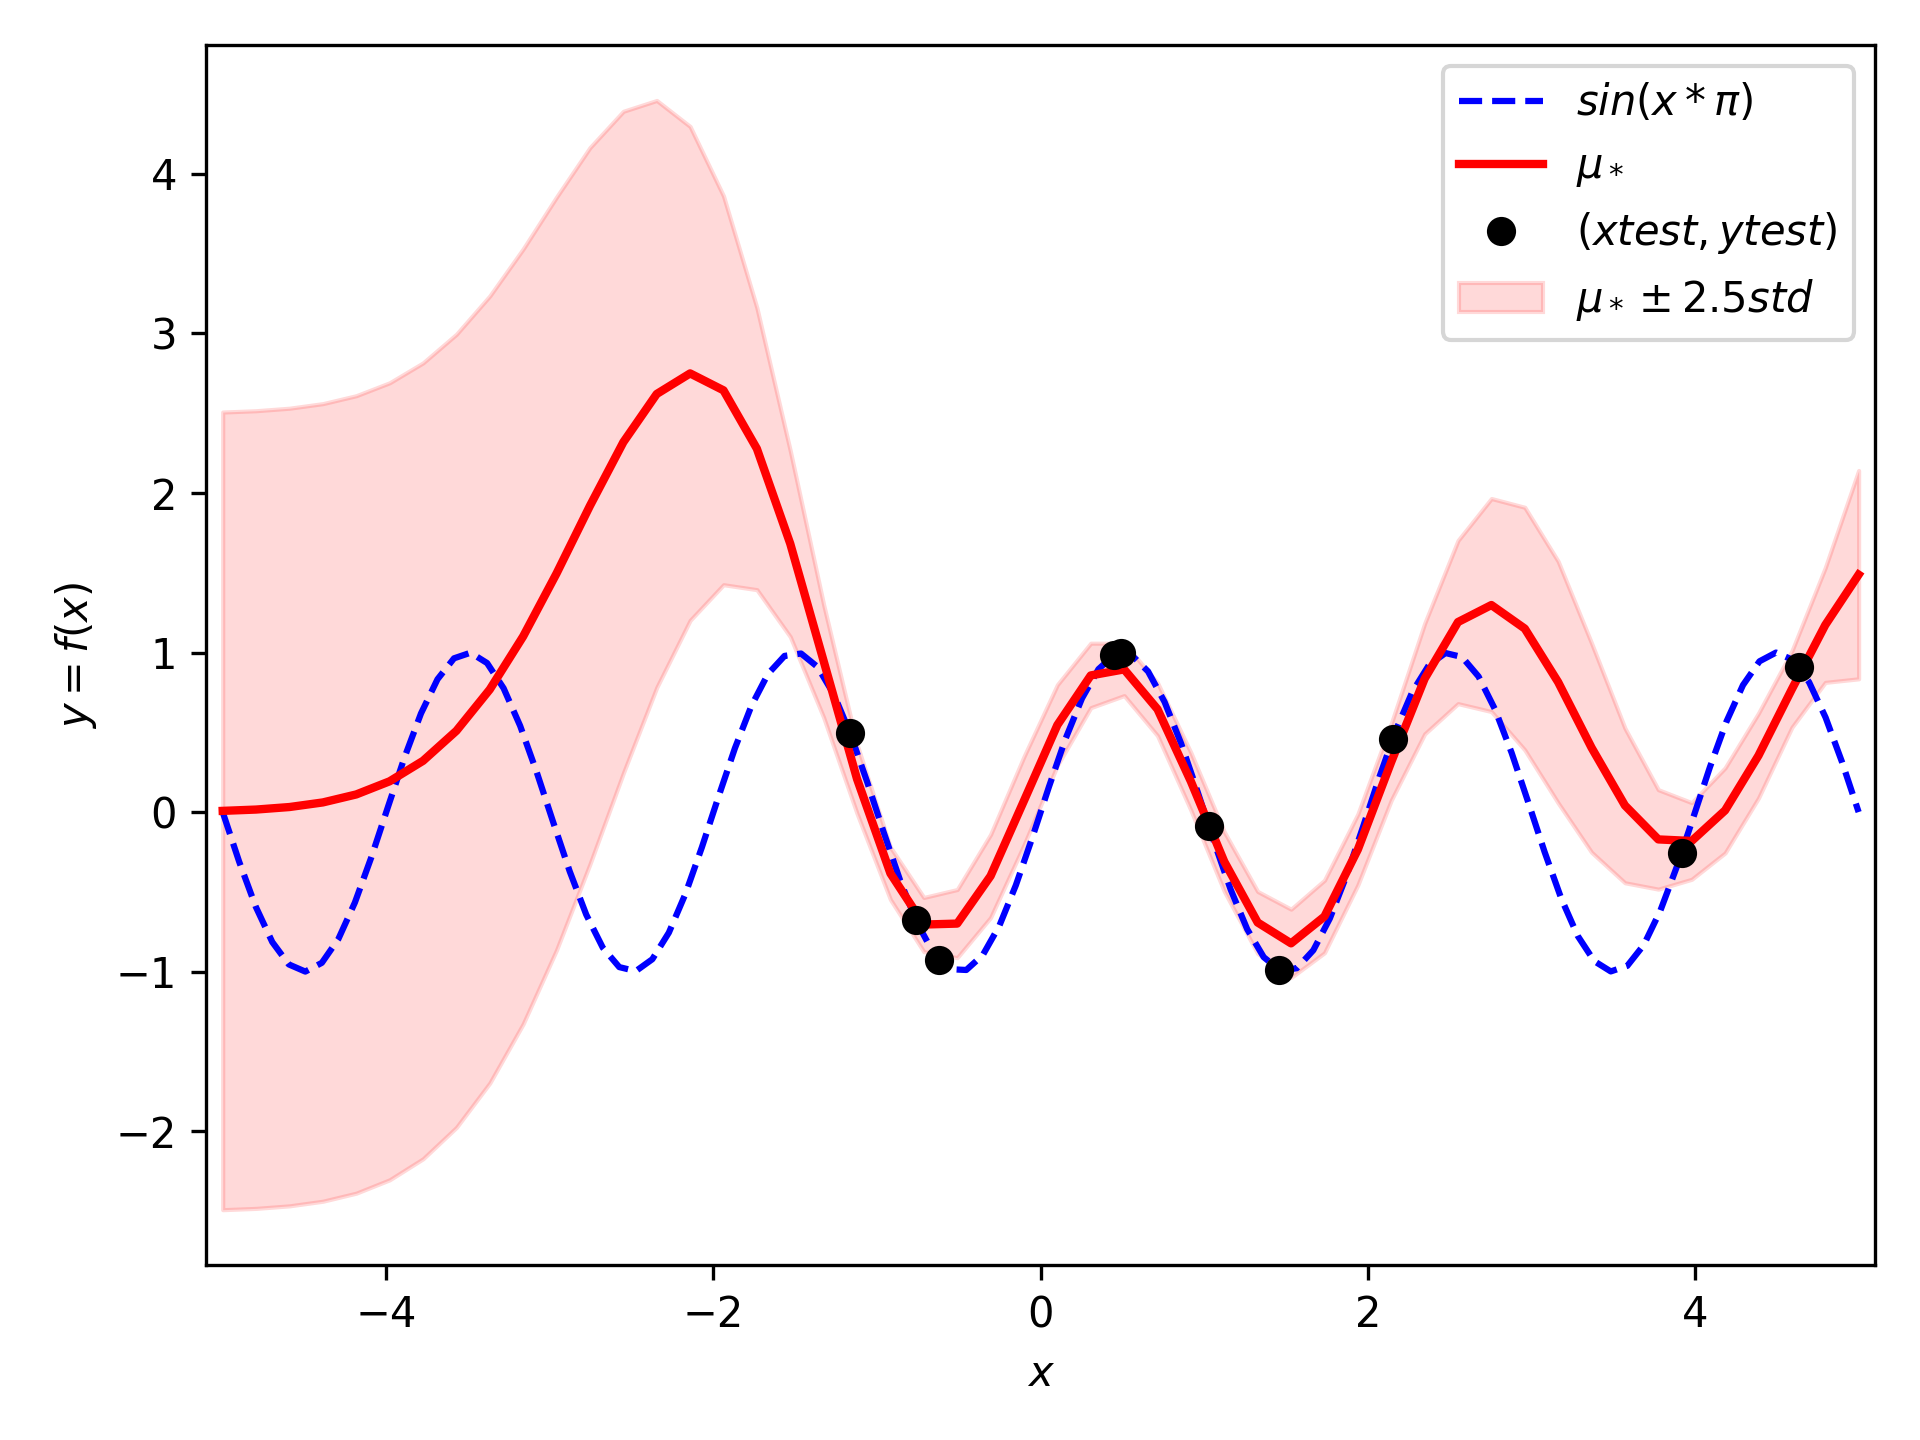 sin(x * π)
μ*
(xtest, ytest)
μ* ± 2.5std
4
3
2
1
0
−1
−2
y = f(x)
−4 −2 0 2 4
x